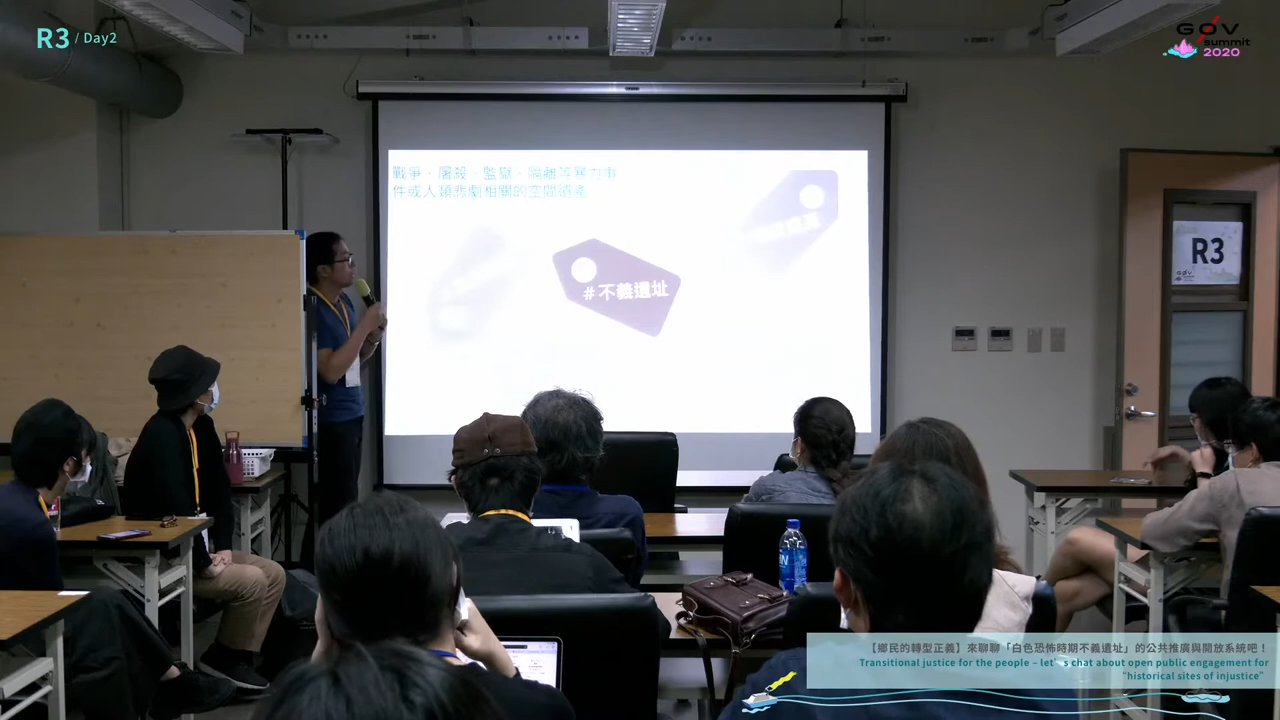 R3 / Day2
GØV
summit
2020
戰爭、屠殺、監獄、隔離等暴力事
件或人類悲劇相關的空間遺產
#不義遺址
R3
【鄉民的轉型正義】來聊聊「白色恐怖時期不義遺址」的公共推廣與開放系統吧！
Transitional justice for the people – let's chat about open public engagement for
"historical sites of injustice"